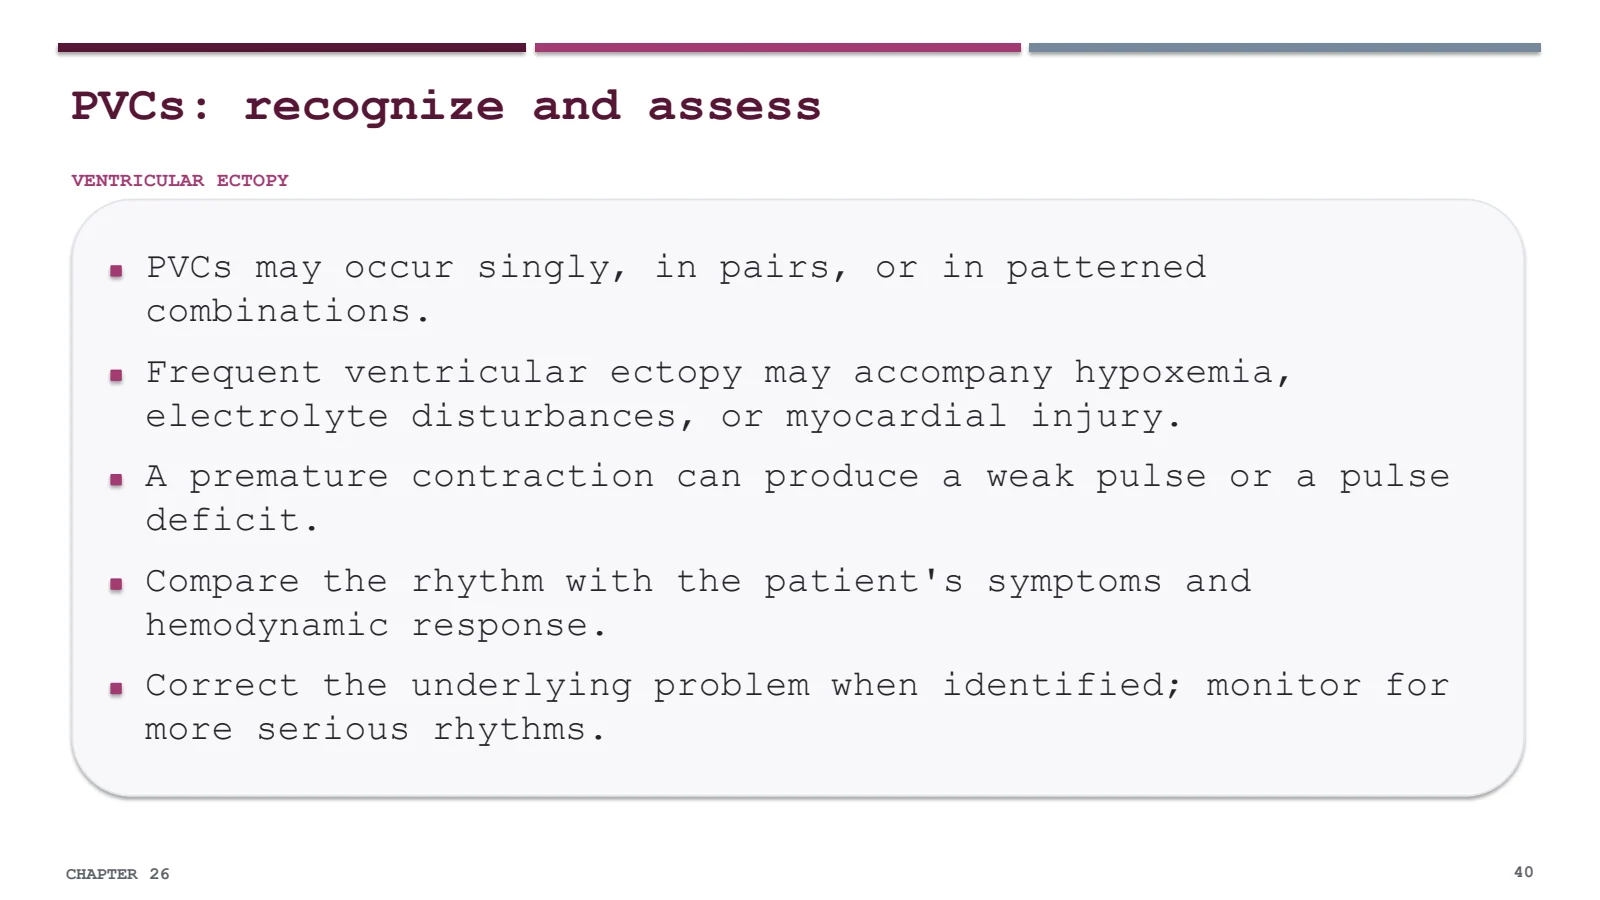 PVCs: recognize and assess
VENTRICULAR ECTOPY
PVCs may occur singly, in pairs, or in patterned
combinations.
Frequent ventricular ectopy may accompany hypoxemia,
electrolyte disturbances, or myocardial injury.
A premature contraction can produce a weak pulse or a pulse
deficit.
Compare the rhythm with the patient's symptoms and
hemodynamic response.
Correct the underlying problem when identified; monitor for
more serious rhythms.
CHAPTER 26
40